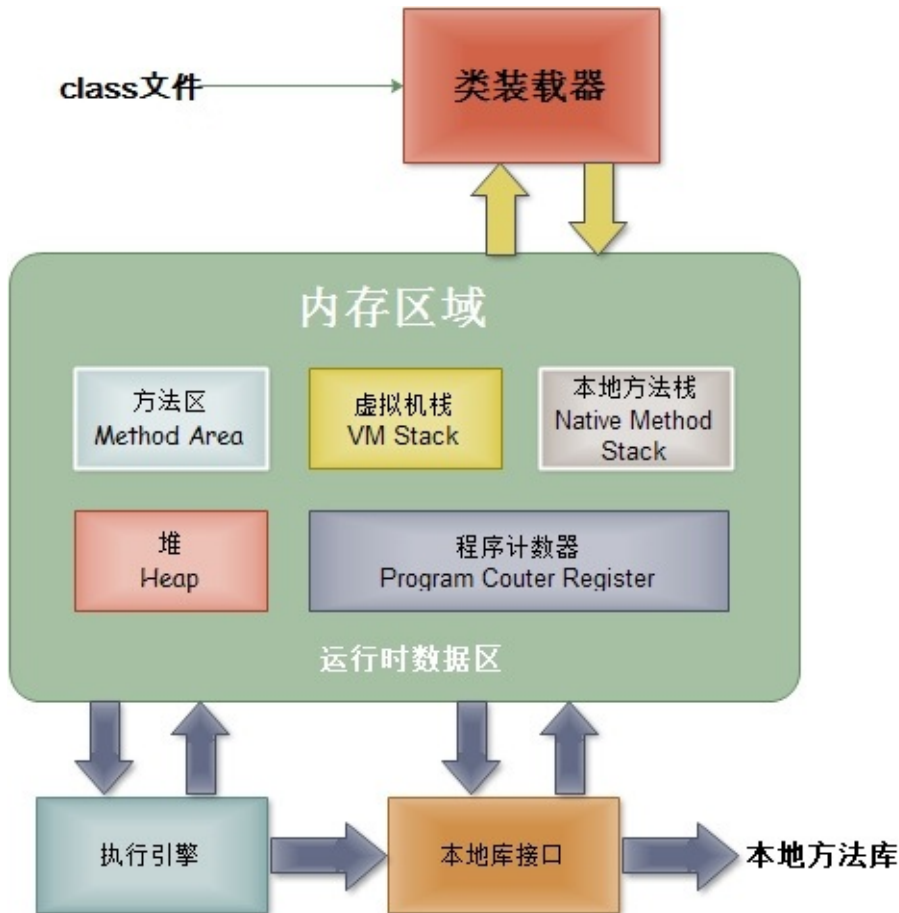 class文件
类装载器
内存区域
方法区
Method Area
虚拟机栈
VM Stack
本地方法栈
Native Method
Stack
堆
Heap
程序计数器
Program Couter Register
运行时数据区
执行引擎
本地库接口
本地方法库